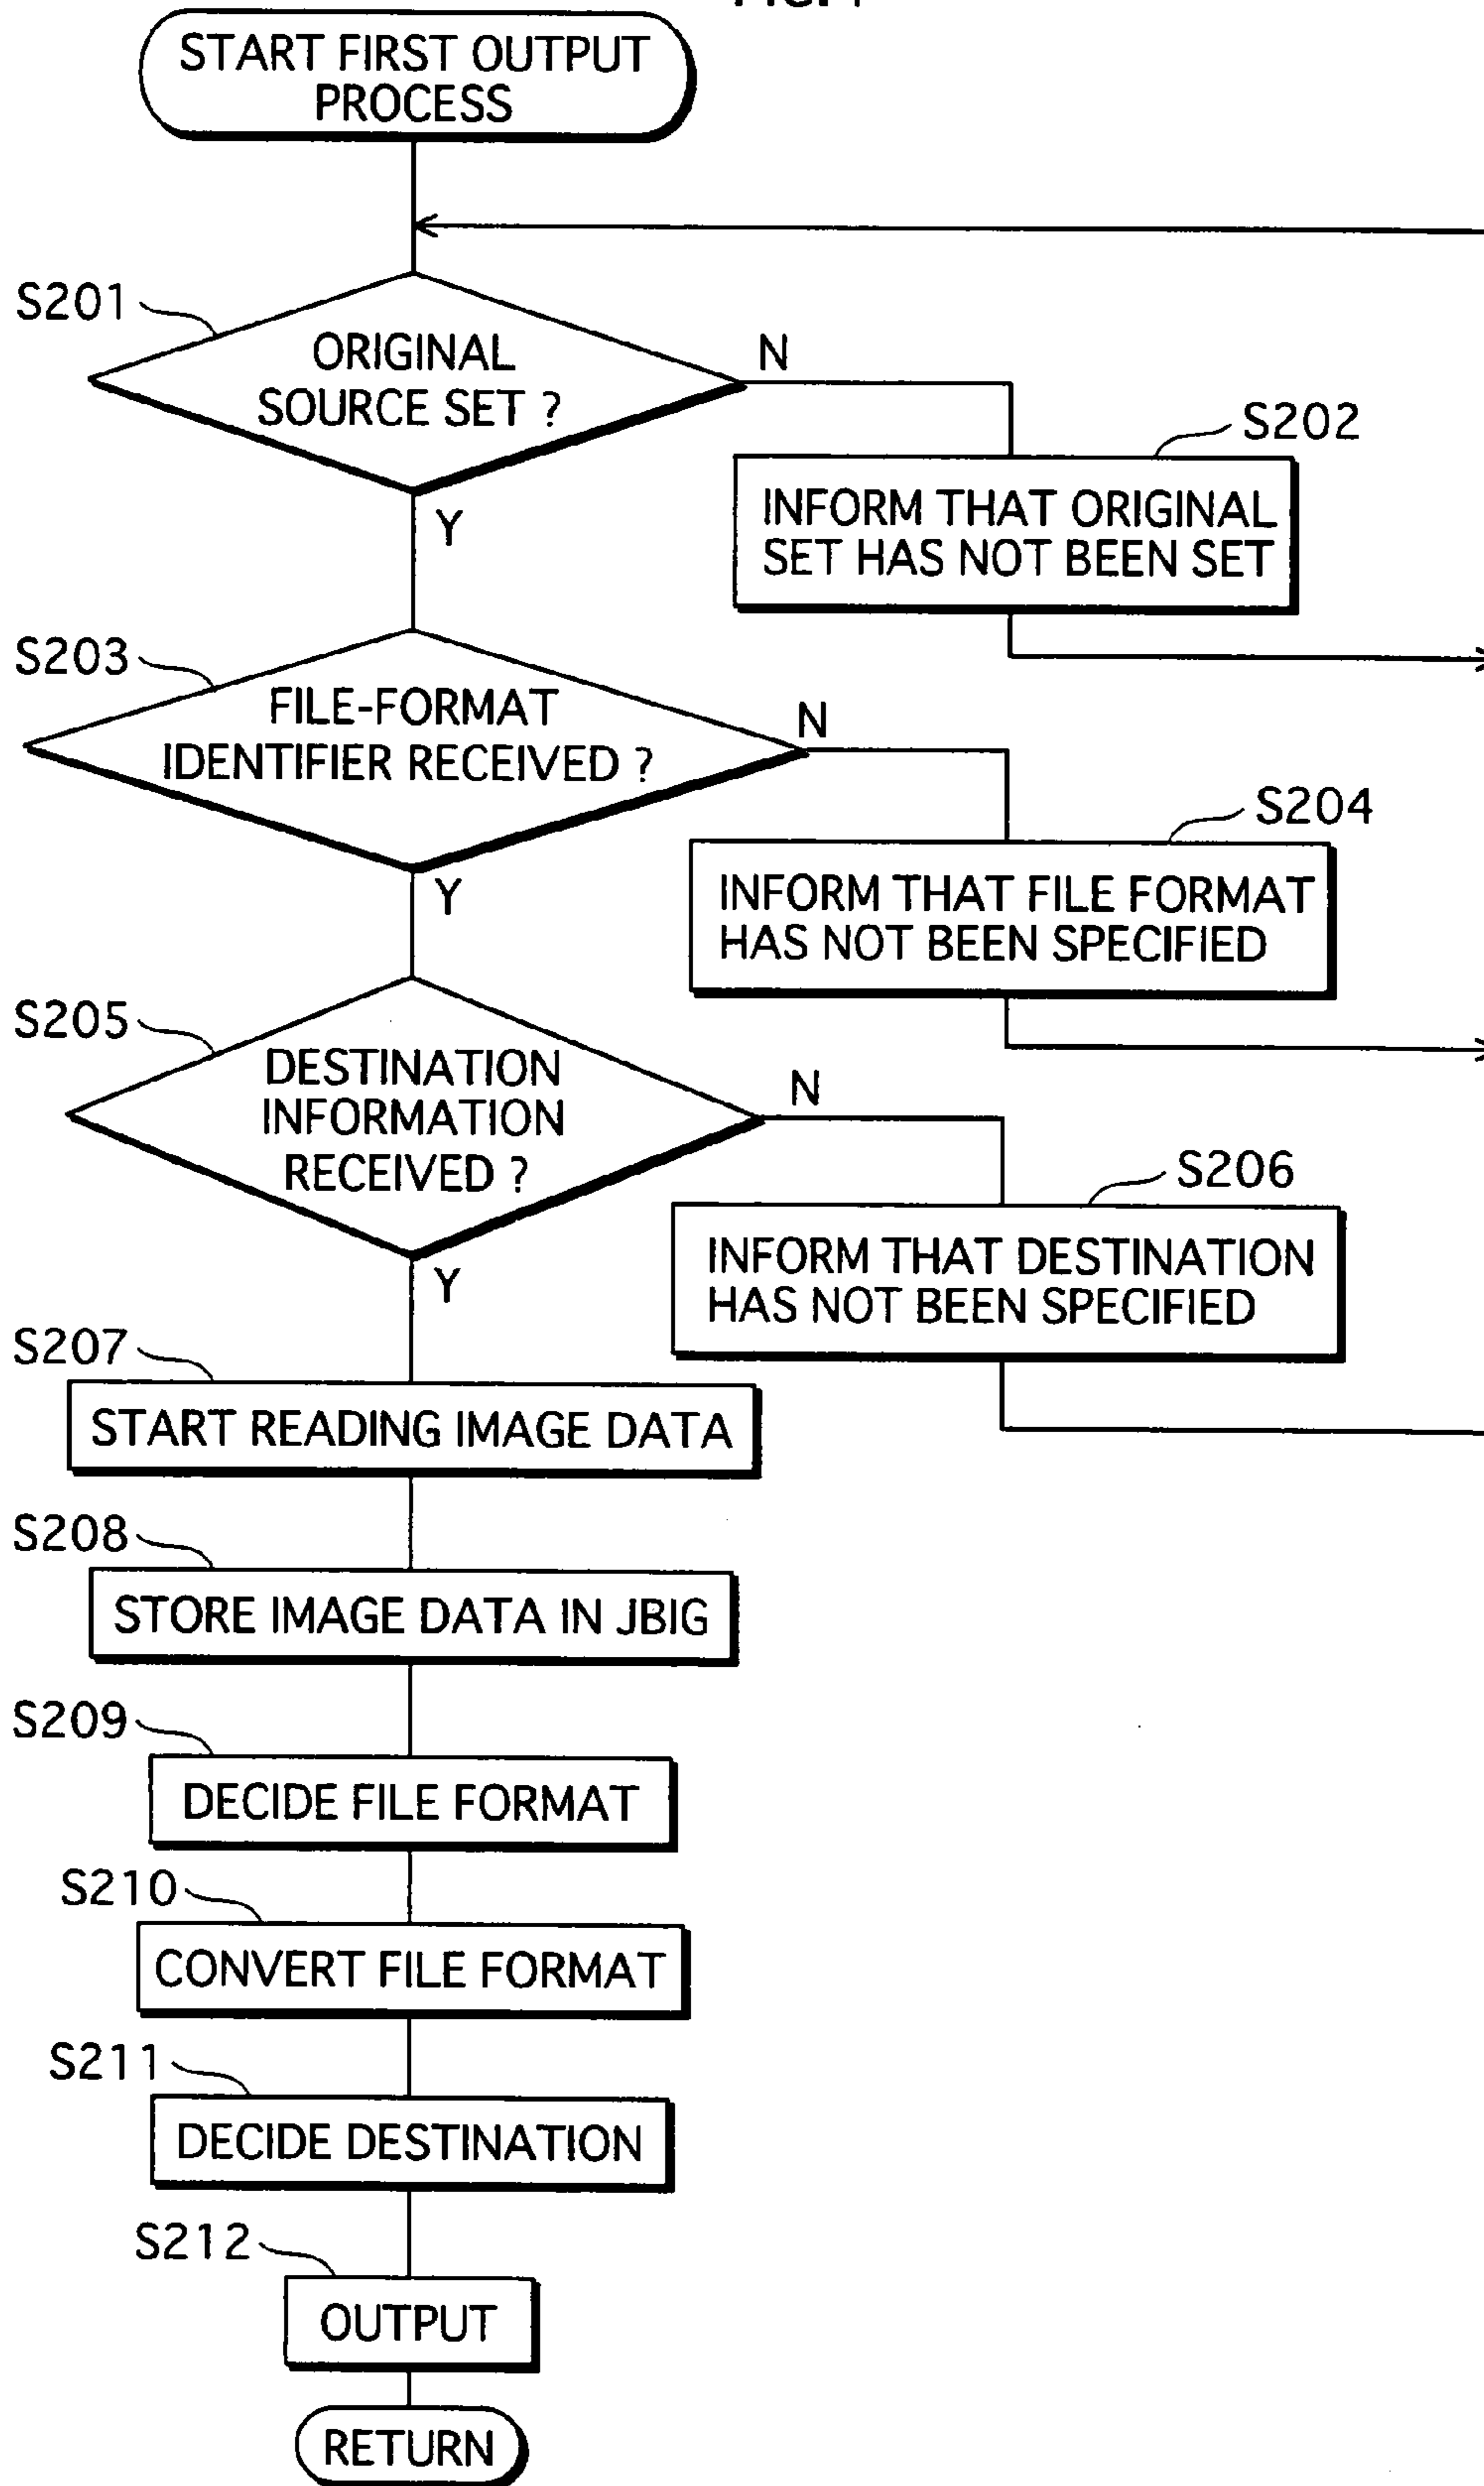 START FIRST OUTPUT
PROCESS
S201
ORIGINAL
SOURCE SET ?
N
Y
S202
INFORM THAT ORIGINAL
SET HAS NOT BEEN SET
S203
FILE-FORMAT
IDENTIFIER RECEIVED ?
N
Y
S204
INFORM THAT FILE FORMAT
HAS NOT BEEN SPECIFIED
S205
DESTINATION
INFORMATION
RECEIVED ?
N
Y
S206
INFORM THAT DESTINATION
HAS NOT BEEN SPECIFIED
S207
START READING IMAGE DATA
S208
STORE IMAGE DATA IN JBIG
S209
DECIDE FILE FORMAT
S210
CONVERT FILE FORMAT
S211
DECIDE DESTINATION
S212
OUTPUT
RETURN